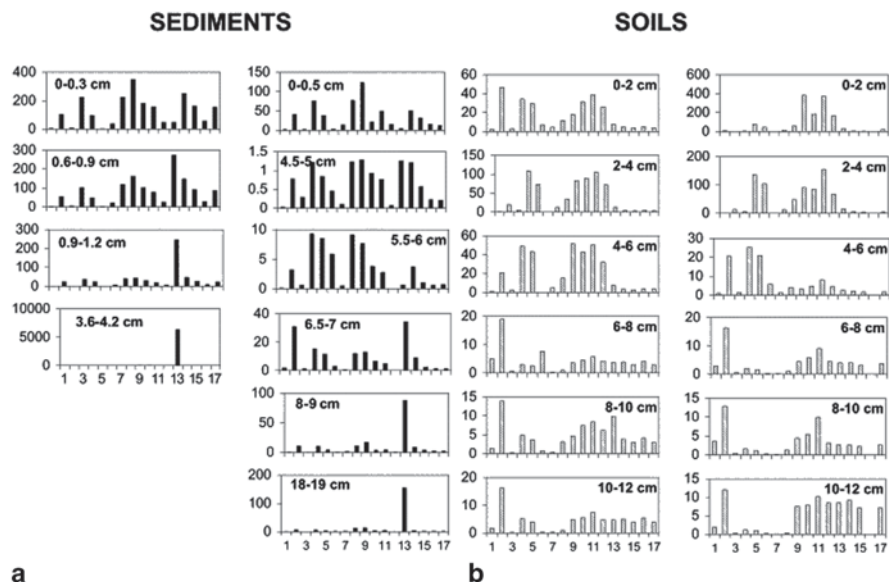 SEDIMENTS
SOILS
400
0-0.3 cm
200
0
300
0.6-0.9 cm
200
100
0
300
0.9-1.2 cm
200
100
0
10000
3.6-4.2 cm
5000
0
1 3 5 7 9 11 13 15 17
150
0-0.5 cm
100
50
0
1.5
4.5-5 cm
1
0.5
0
10
5.5-6 cm
5
0
40
6.5-7 cm
20
0
100
8-9 cm
50
0
200
18-19 cm
100
0
1 3 5 7 9 11 13 15 17
60
0-2 cm
40
20
0
150
2-4 cm
100
50
0
60
4-6 cm
40
20
0
20
6-8 cm
10
0
15
8-10 cm
10
5
0
20
10-12 cm
10
0
1 3 5 7 9 11 13 15 17
600
0-2 cm
400
200
0
200
2-4 cm
100
0
30
4-6 cm
20
10
0
20
6-8 cm
10
0
15
8-10 cm
10
5
0
15
10-12 cm
10
5
0
1 3 5 7 9 11 13 15 17
a
b